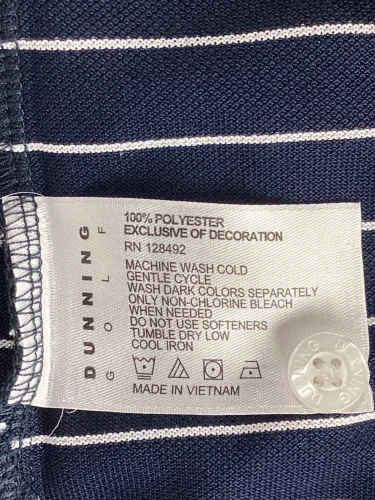 DUNNING
GOLF
100% POLYESTER
EXCLUSIVE OF DECORATION
RN 128492
MACHINE WASH COLD
GENTLE CYCLE
WASH DARK COLORS SEPARATELY
ONLY NON-CHLORINE BLEACH
WHEN NEEDED
DO NOT USE SOFTENERS
TUMBLE DRY LOW
COOL IRON
MADE IN VIETNAM
DUNNING